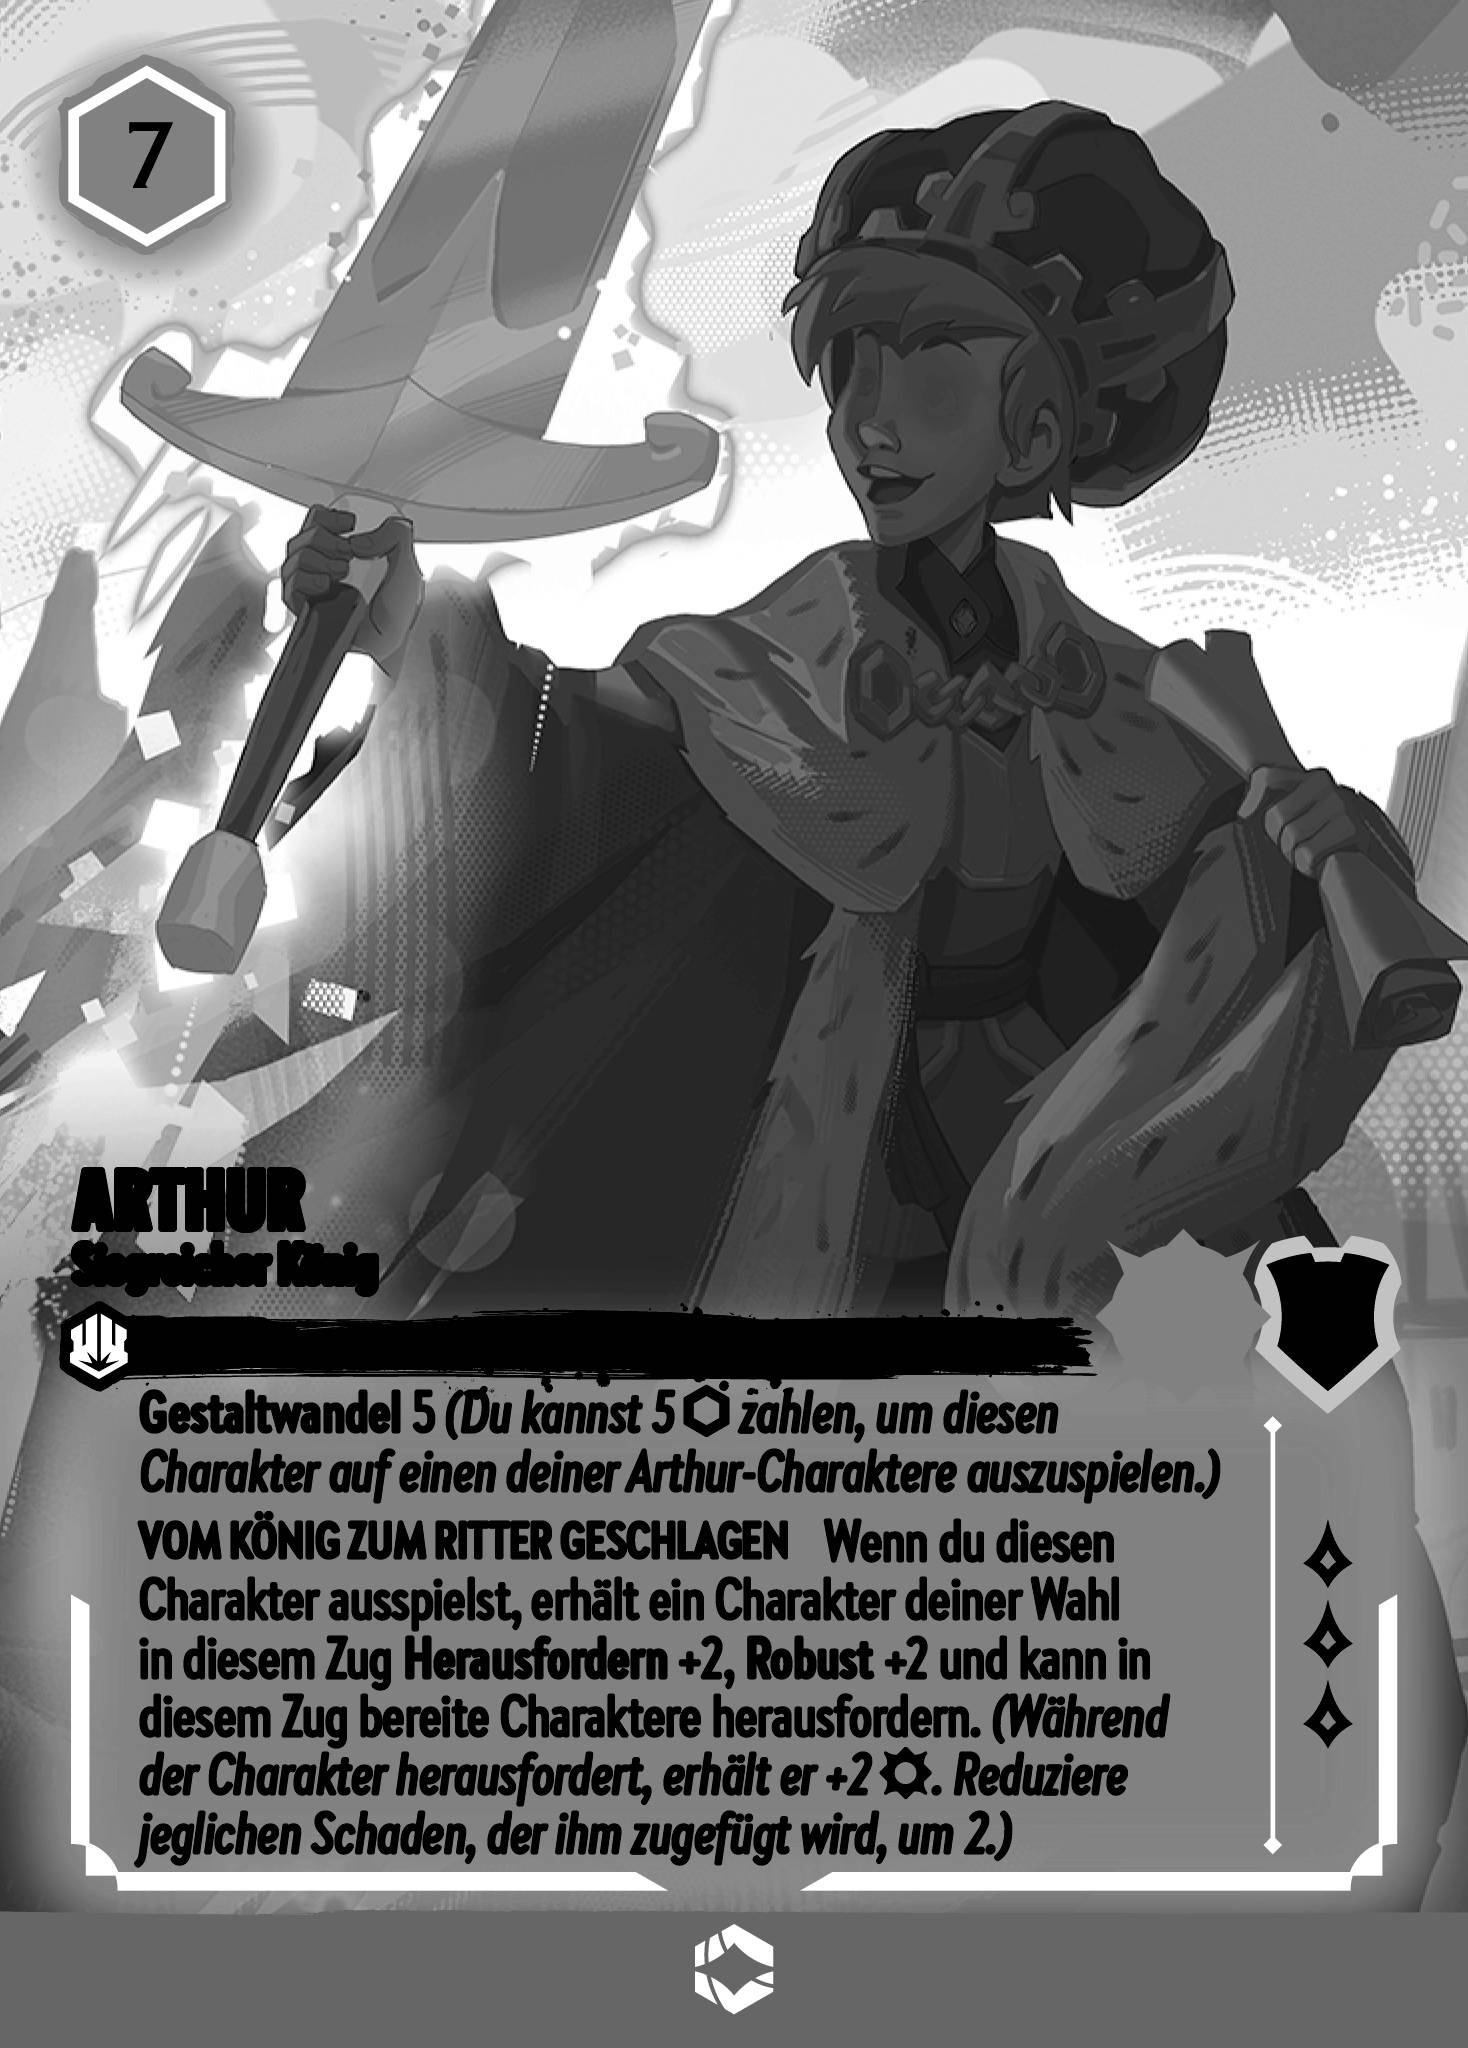 7
ARTHUR
Siegreicher König
Gestaltwandel 5 (Du kannst 5 ⬡ zahlen, um diesen
Charakter auf einen deiner Arthur-Charaktere auszuspielen.)
VOM KÖNIG ZUM RITTER GESCHLAGEN Wenn du diesen
Charakter ausspielst, erhält ein Charakter deiner Wahl
in diesem Zug Herausfordern +2, Robust +2 und kann in
diesem Zug bereite Charaktere herausfordern. (Während
der Charakter herausfordert, erhält er +2 . Reduziere
jeglichen Schaden, der ihm zugefügt wird, um 2.)